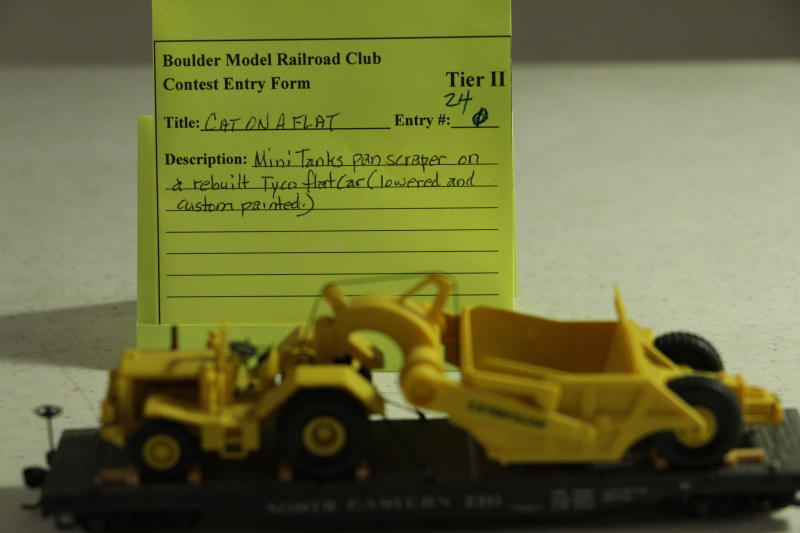 Boulder Model Railroad Club
Contest Entry Form
Tier II
24
Title: CAT ON A FLAT Entry #:
Description: Mini Tanks pan scraper on
a rebuilt Tyco flatcar (lowered and
custom painted.)
CATERPILLAR
NORTH EASTERN